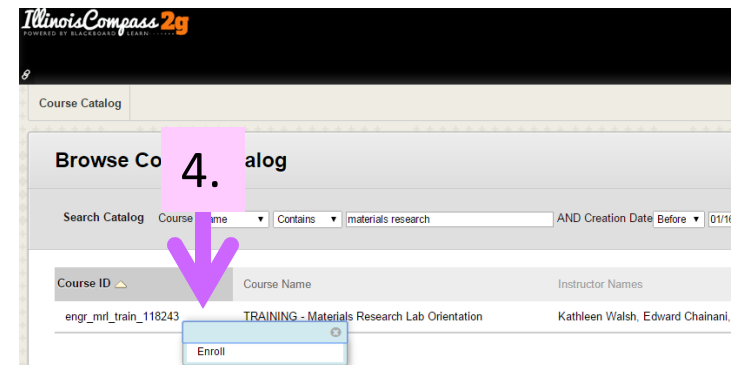 IllinoisCompass 2g
POWERED BY BLACKBOARD LEARN
Course Catalog
Browse Co alog
4.
Search Catalog Course ame Contains materials research AND Creation Date Before 01/16
Course ID Course Name Instructor Names
engr_mrl_train_118243 TRAINING - Materials Research Lab Orientation Kathleen Walsh, Edward Chainani,
Enroll